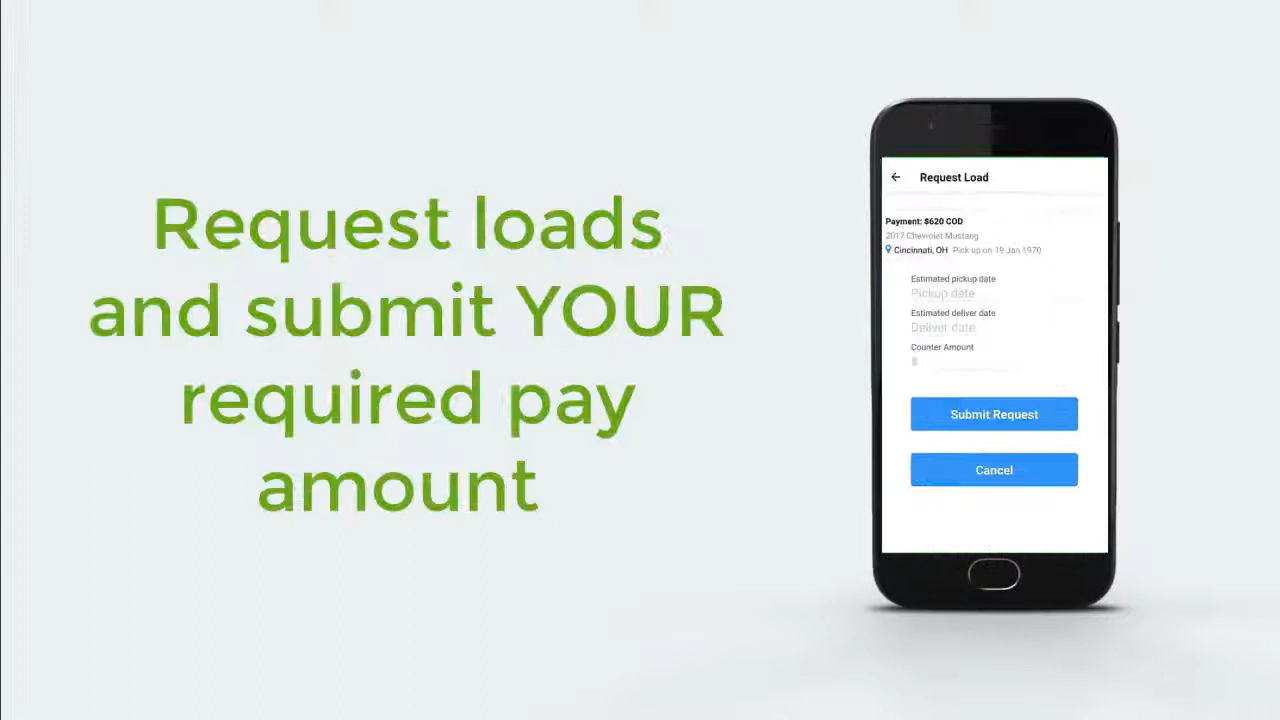 Request loads
and submit YOUR
required pay
amount
Request Load
Payment: $620 COD
2017 Chevrolet Mustang
Cincinnati, OH Pick up on 19 Jan 1970
Estimated pickup date
Pickup date
Estimated deliver date
Deliver date
Counter Amount
Submit Request
Cancel